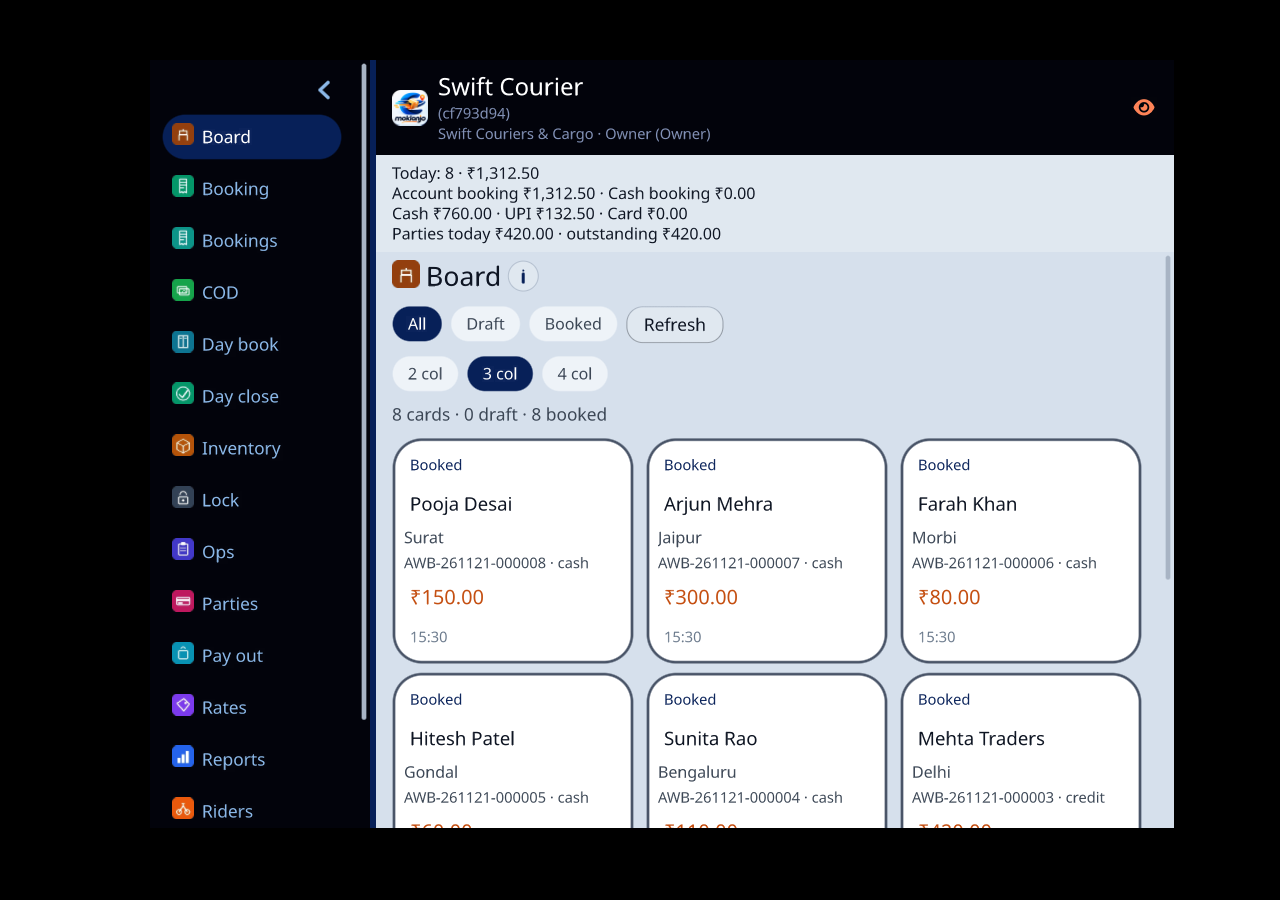 Swift Courier
(cf793d94)
Swift Couriers & Cargo · Owner (Owner)
Board
Booking
Bookings
COD
Day book
Day close
Inventory
Lock
Ops
Parties
Pay out
Rates
Reports
Riders
Today: 8 · ₹1,312.50
Account booking ₹1,312.50 · Cash booking ₹0.00
Cash ₹760.00 · UPI ₹132.50 · Card ₹0.00
Parties today ₹420.00 · outstanding ₹420.00
Board i
All Draft Booked Refresh
2 col 3 col 4 col
8 cards · 0 draft · 8 booked
Booked
Pooja Desai
Surat
AWB-261121-000008 · cash
₹150.00
15:30
Booked
Arjun Mehra
Jaipur
AWB-261121-000007 · cash
₹300.00
15:30
Booked
Farah Khan
Morbi
AWB-261121-000006 · cash
₹80.00
15:30
Booked
Hitesh Patel
Gondal
AWB-261121-000005 · cash
Booked
Sunita Rao
Bengaluru
AWB-261121-000004 · cash
Booked
Mehta Traders
Delhi
AWB-261121-000003 · credit